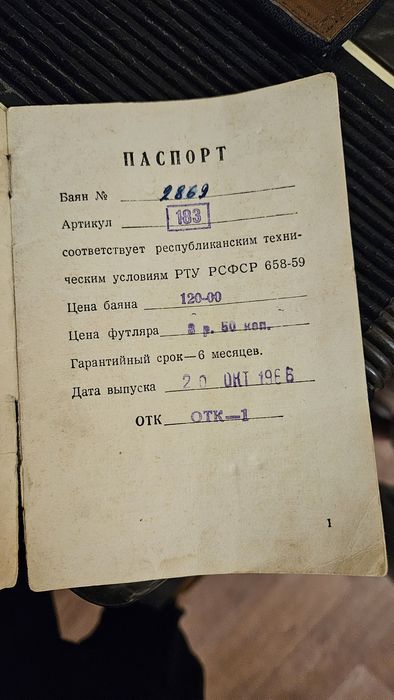 ПАСПОРТ
Баян № 2869
Артикул 183
соответствует республиканским техни-
ческим условиям РТУ РСФСР 658-59
Цена баяна 120-00
Цена футляра р. 50 коп.
Гарантийный срок—6 месяцев.
Дата выпуска 20 ОКТ 1966
ОТК ОТК—1
1